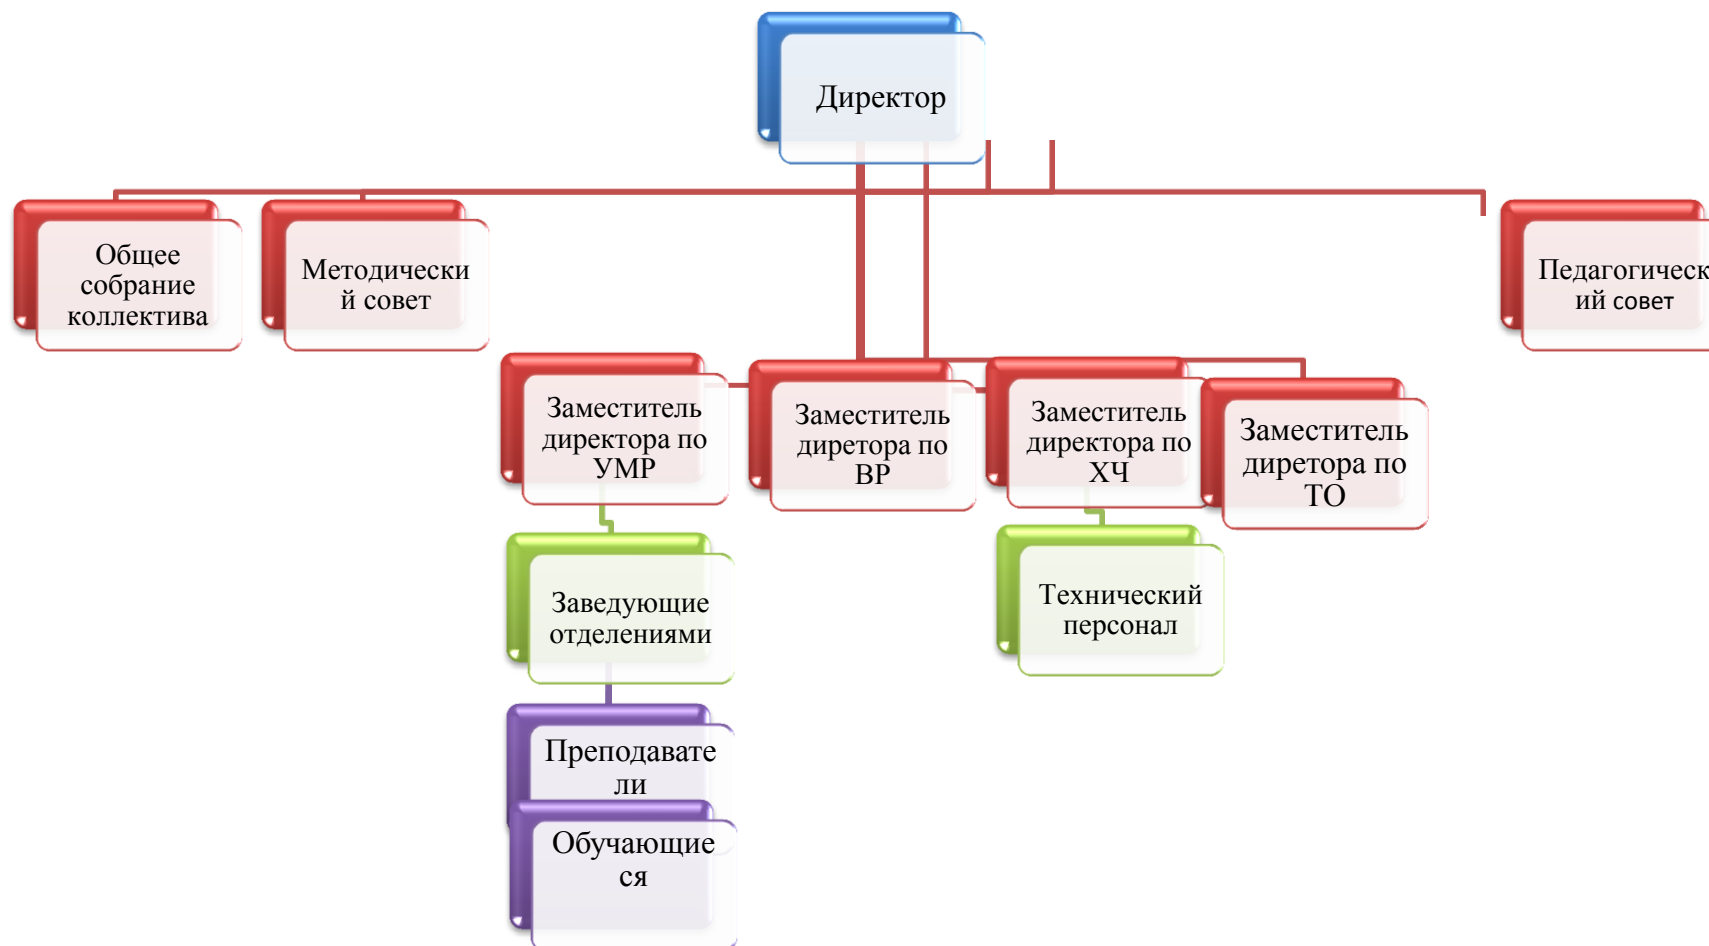 Директор
Общее
собрание
коллектива
Методически
й совет
Педагогическ
ий совет
Заместитель
директора по
УМР
Заместитель
диретора по
ВР
Заместитель
директора по
ХЧ
Заместитель
диретора по
ТО
Заведующие
отделениями
Технический
персонал
Преподавате
ли
Обучающие
ся